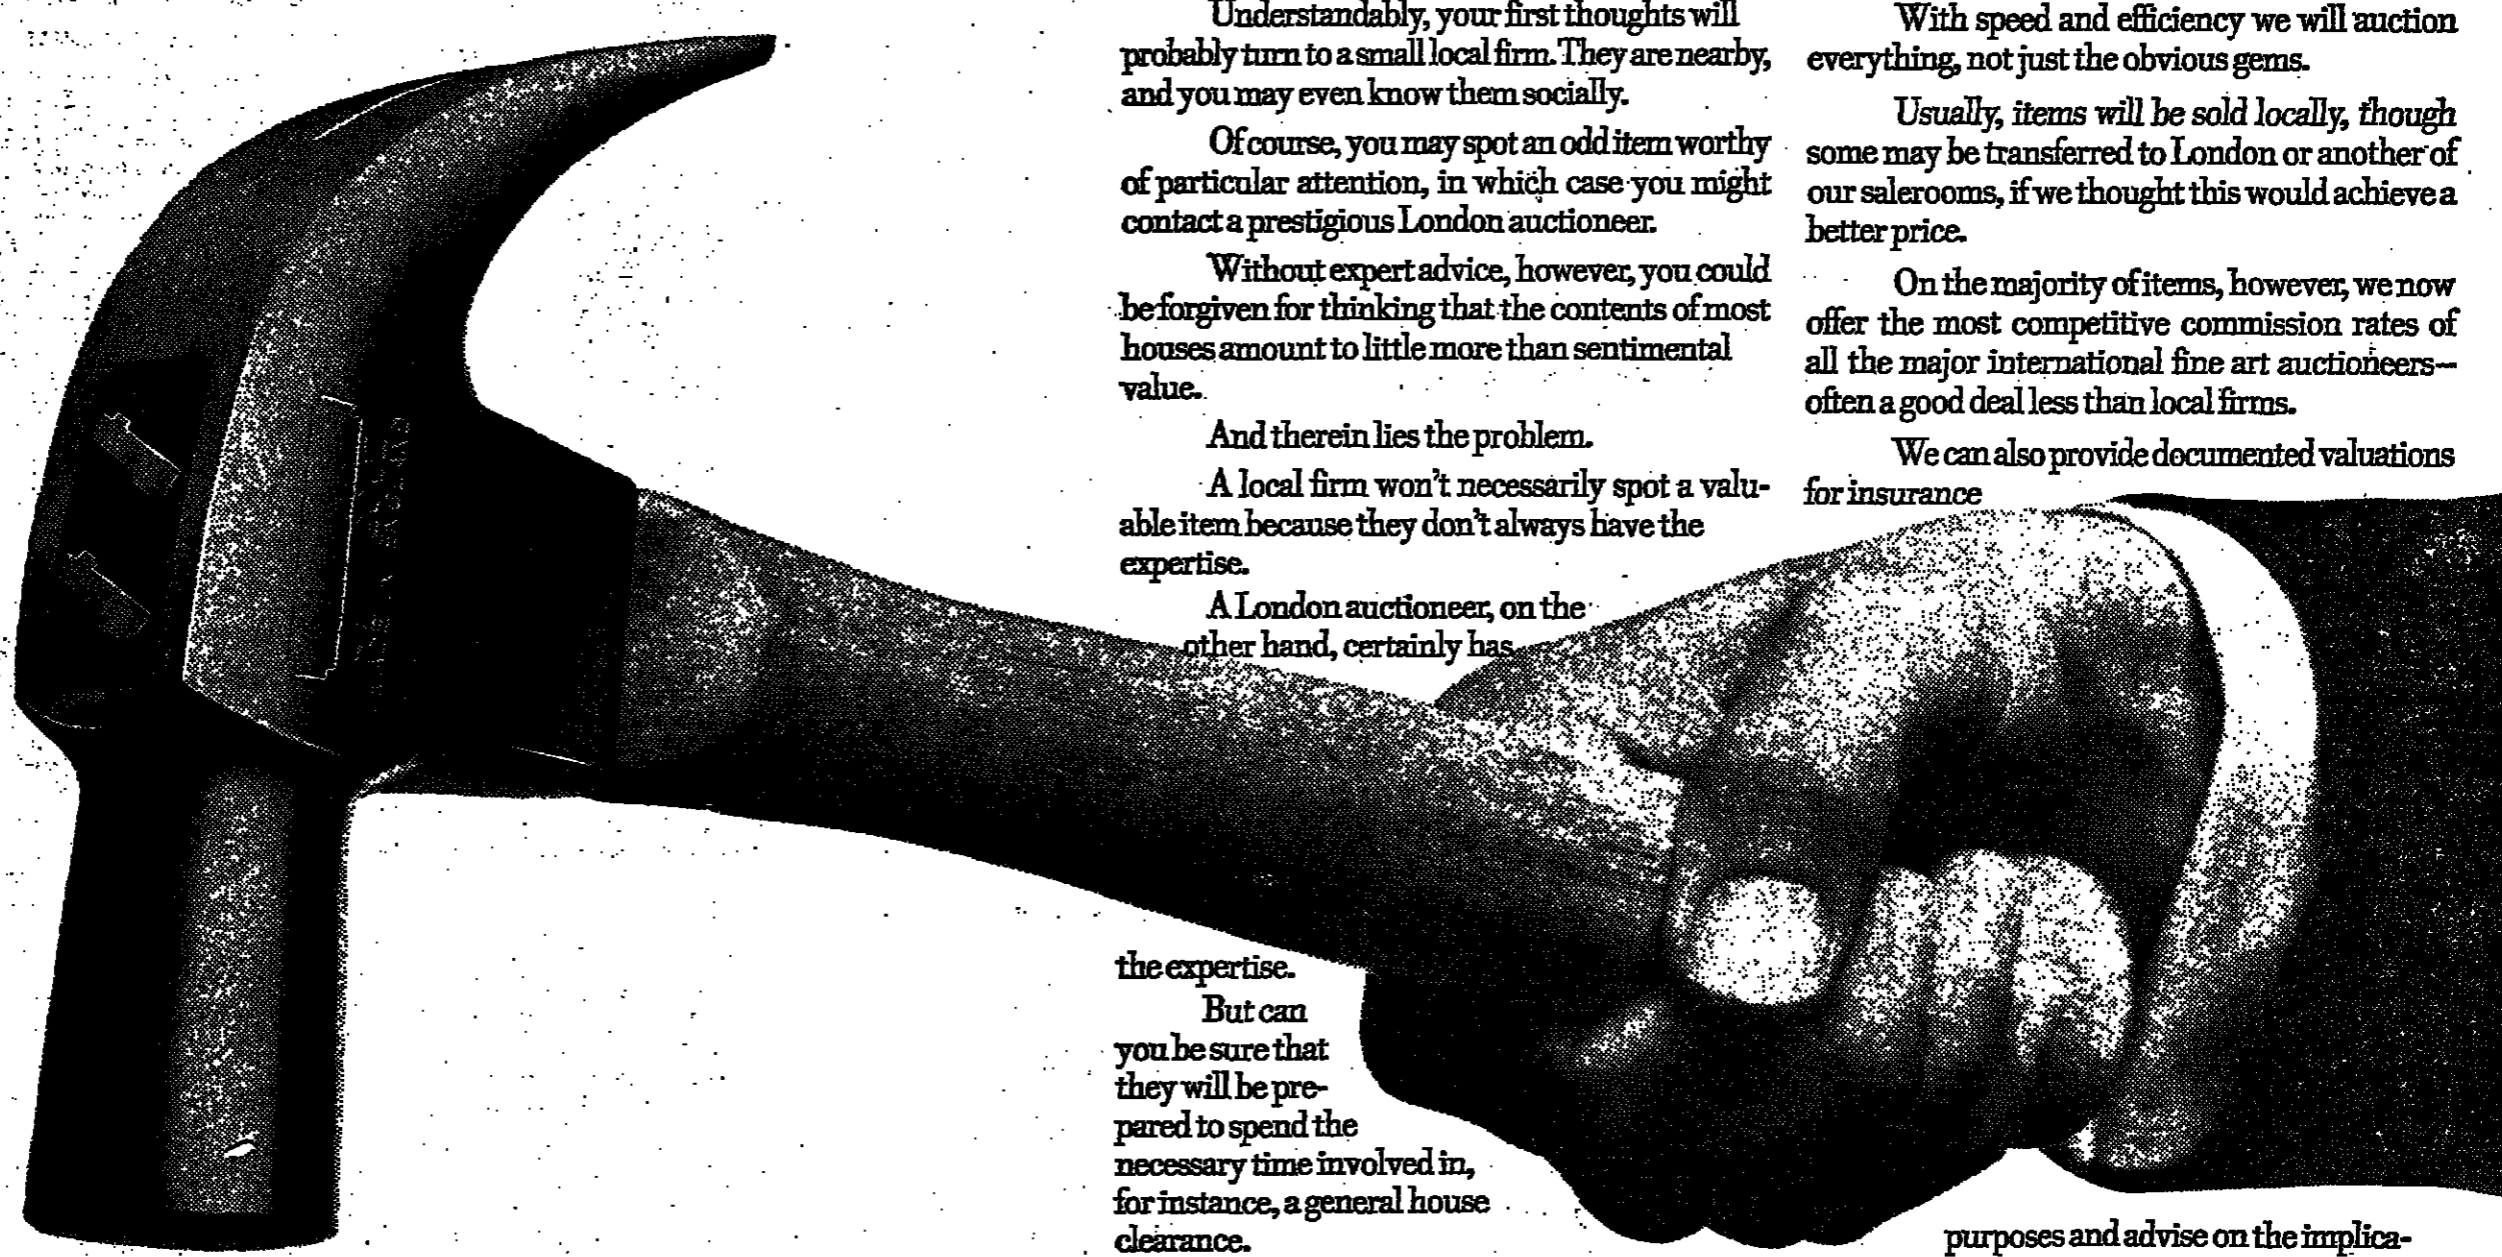 Understandably, your first thoughts will
probably turn to a small local firm. They are nearby,
and you may even know them socially.
Of course, you may spot an odd item worthy
of particular attention, in which case you might
contact a prestigious London auctioneer.
Without expert advice, however, you could
be forgiven for thinking that the contents of most
houses amount to little more than sentimental
value.
And therein lies the problem.
A local firm won't necessarily spot a valu-
able item because they don't always have the
expertise.
A London auctioneer, on the
other hand, certainly has
the expertise.
But can
you be sure that
they will be pre-
pared to spend the
necessary time involved in,
for instance, a general house
clearance.
With speed and efficiency we will auction
everything, not just the obvious gems.
Usually, items will be sold locally, though
some may be transferred to London or another of
our salerooms, if we thought this would achieve a
better price.
On the majority of items, however, we now
offer the most competitive commission rates of
all the major international fine art auctioneers—
often a good deal less than local firms.
We can also provide documented valuations
for insurance
purposes and advise on the implica-